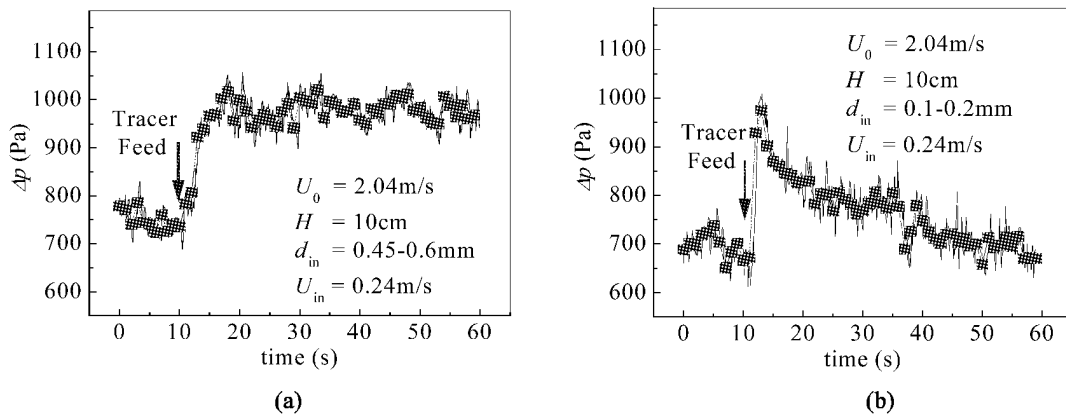 1100
1000
900
800
700
600
Δp (Pa)
Tracer
Feed
U0 = 2.04m/s
H = 10cm
din = 0.45-0.6mm
Uin = 0.24m/s
0 10 20 30 40 50 60
time (s)
(a)
1100
1000
900
800
700
600
Δp (Pa)
Tracer
Feed
U0 = 2.04m/s
H = 10cm
din = 0.1-0.2mm
Uin = 0.24m/s
0 10 20 30 40 50 60
time (s)
(b)